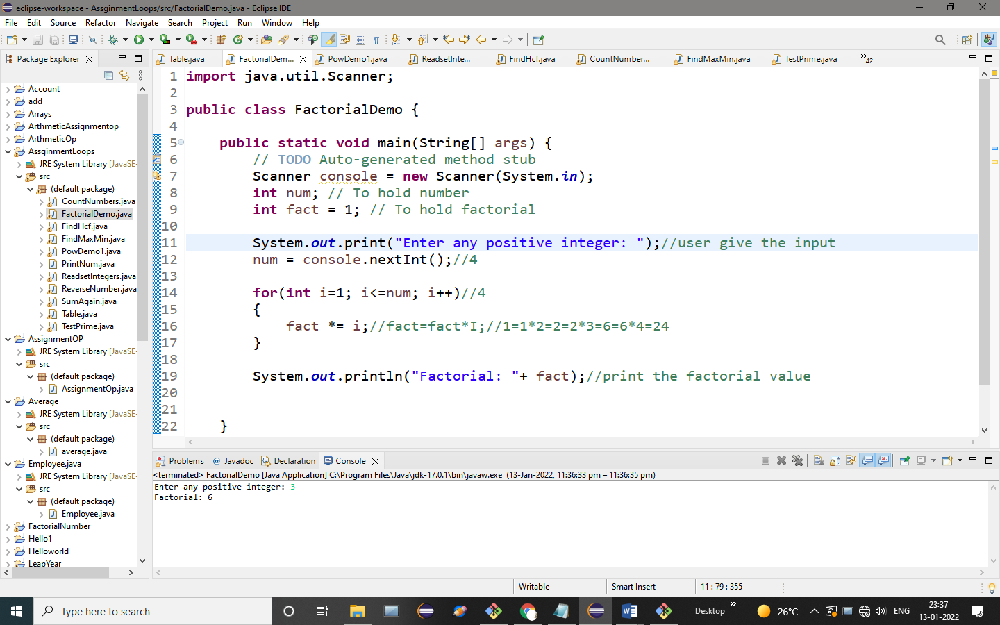 eclipse-workspace - AssginmentLoops/src/FactorialDemo.java - Eclipse IDE
File Edit Source Refactor Navigate Search Project Run Window Help
Package Explorer
Table.java FactorialDem... PowDemo1.java ReadsetInte... FindHcf.java CountNumber... FindMaxMin.java TestPrime.java »42
Account
add
Arrays
ArthmeticAssignmentop
ArthmeticOp
AssginmentLoops
JRE System Library [JavaSE-
src
(default package)
CountNumbers.java
FactorialDemo.java
FindHcf.java
FindMaxMin.java
PowDemo1.java
PrintNum.java
ReadsetIntegers.java
ReverseNumber.java
SumAgain.java
Table.java
TestPrime.java
AssignmentOP
JRE System Library [JavaSE-
src
(default package)
AssignmentOp.java
Average
JRE System Library [JavaSE-
src
(default package)
average.java
Employee.java
JRE System Library [JavaSE-
src
(default package)
Employee.java
FactorialNumber
Hello1
Helloworld
LeapYear
1 import java.util.Scanner;
2
3 public class FactorialDemo {
4
5 public static void main(String[] args) {
6 // TODO Auto-generated method stub
7 Scanner console = new Scanner(System.in);
8 int num; // To hold number
9 int fact = 1; // To hold factorial
10
11 System.out.print("Enter any positive integer: ");//user give the input
12 num = console.nextInt();//4
13
14 for(int i=1; i<=num; i++)//4
15 {
16 fact *= i;//fact=fact*I;//1=1*2=2=2*3=6=6*4=24
17 }
18
19 System.out.println("Factorial: "+ fact);//print the factorial value
20
21
22 }
Problems @ Javadoc Declaration Console
<terminated> FactorialDemo [Java Application] C:\Program Files\Java\jdk-17.0.1\bin\javaw.exe (13-Jan-2022, 11:36:33 pm – 11:36:35 pm)
Enter any positive integer: 3
Factorial: 6
Writable Smart Insert 11 : 79 : 355
Type here to search
Desktop » 26°C ENG 23:37
13-01-2022